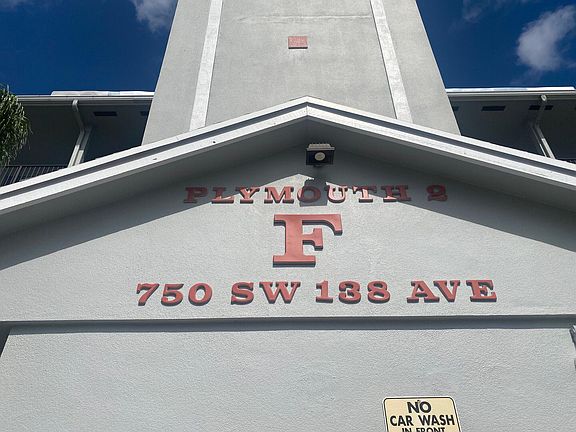 PLYMOUTH 2
F
750 SW 138 AVE
NO
CAR WASH
IN FRONT